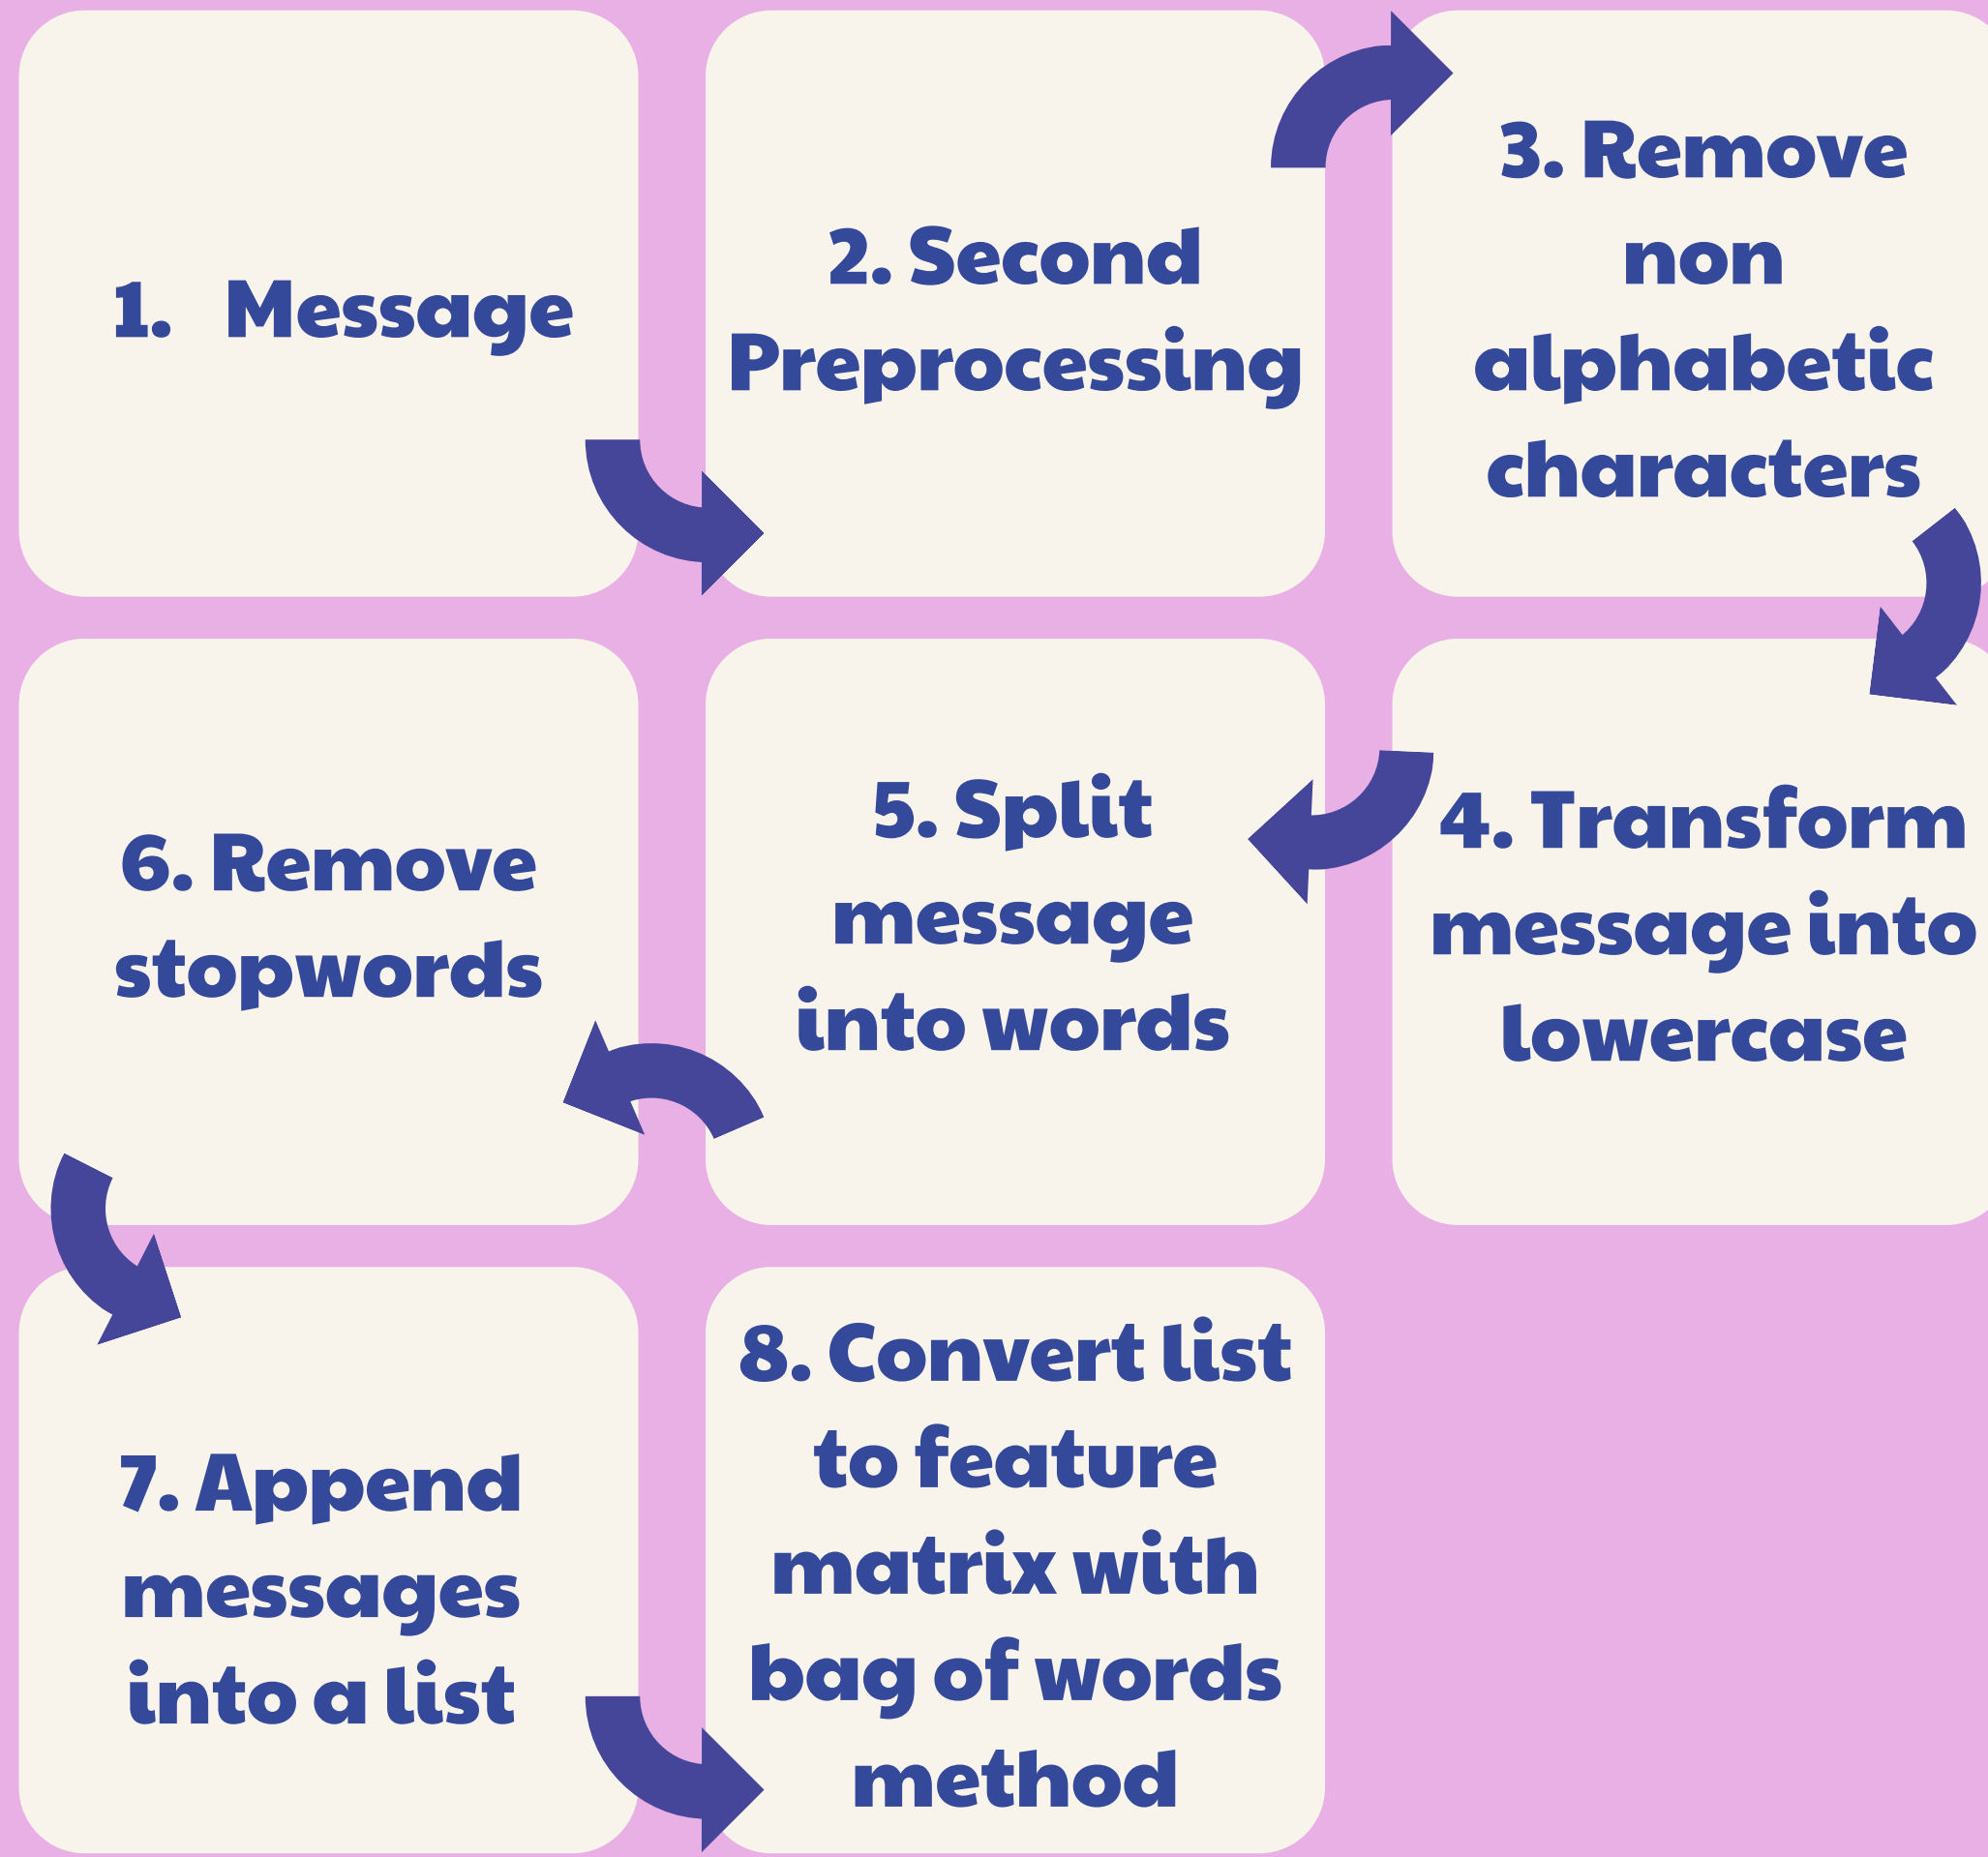 1. Message
2. Second
Preprocessing
3. Remove
non
alphabetic
characters
4. Transform
message into
lowercase
5. Split
message
into words
6. Remove
stopwords
7. Append
messages
into a list
8. Convert list
to feature
matrix with
bag of words
method